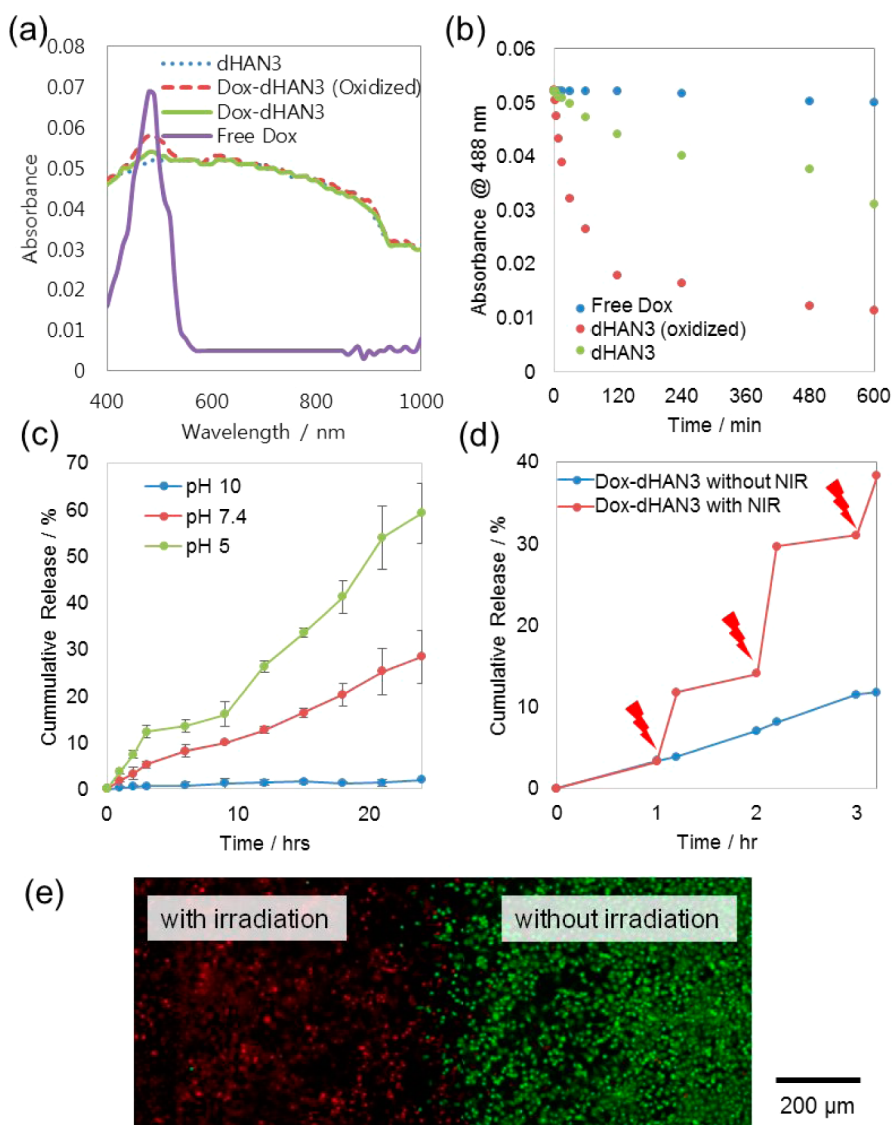 (a)
0.08
0.07
0.06
0.05
0.04
0.03
0.02
0.01
0
Absorbance
dHAN3
Dox-dHAN3 (Oxidized)
Dox-dHAN3
Free Dox
400
600
800
1000
Wavelength / nm
(b)
0.06
0.05
0.04
0.03
0.02
0.01
0
Absorbance @ 488 nm
Free Dox
dHAN3 (oxidized)
dHAN3
0
120
240
360
480
600
Time / min
(c)
70
60
50
40
30
20
10
0
Cummulative Release / %
pH 10
pH 7.4
pH 5
0
10
20
Time / hrs
(d)
40
30
20
10
0
Cumulative Release / %
Dox-dHAN3 without NIR
Dox-dHAN3 with NIR
0
1
2
3
Time / hr
(e)
with irradiation
without irradiation
200 µm